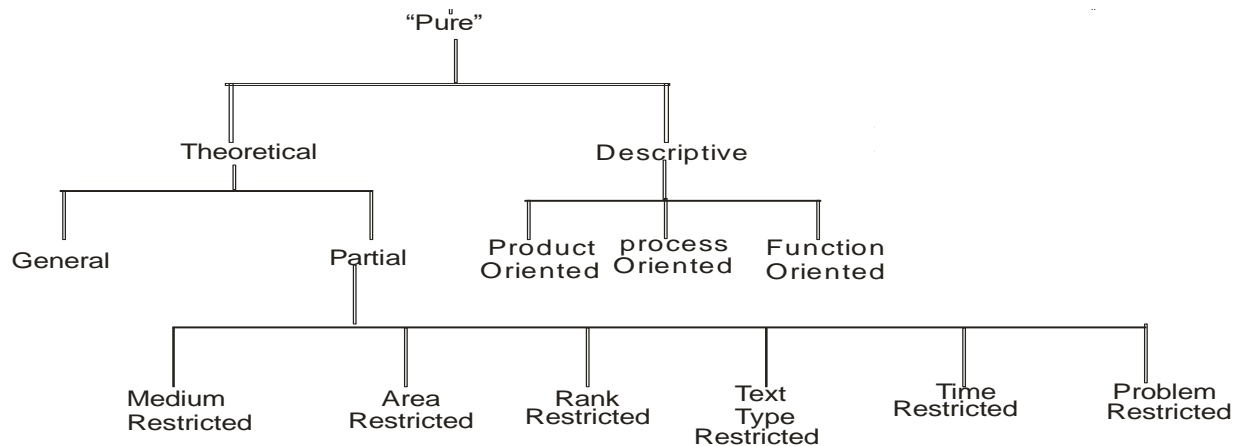 “Pure”
Theoretical
Descriptive
General
Partial
Product
Oriented
process
Oriented
Function
Oriented
Medium
Restricted
Area
Restricted
Rank
Restricted
Text
Type
Restricted
Time
Restricted
Problem
Restricted